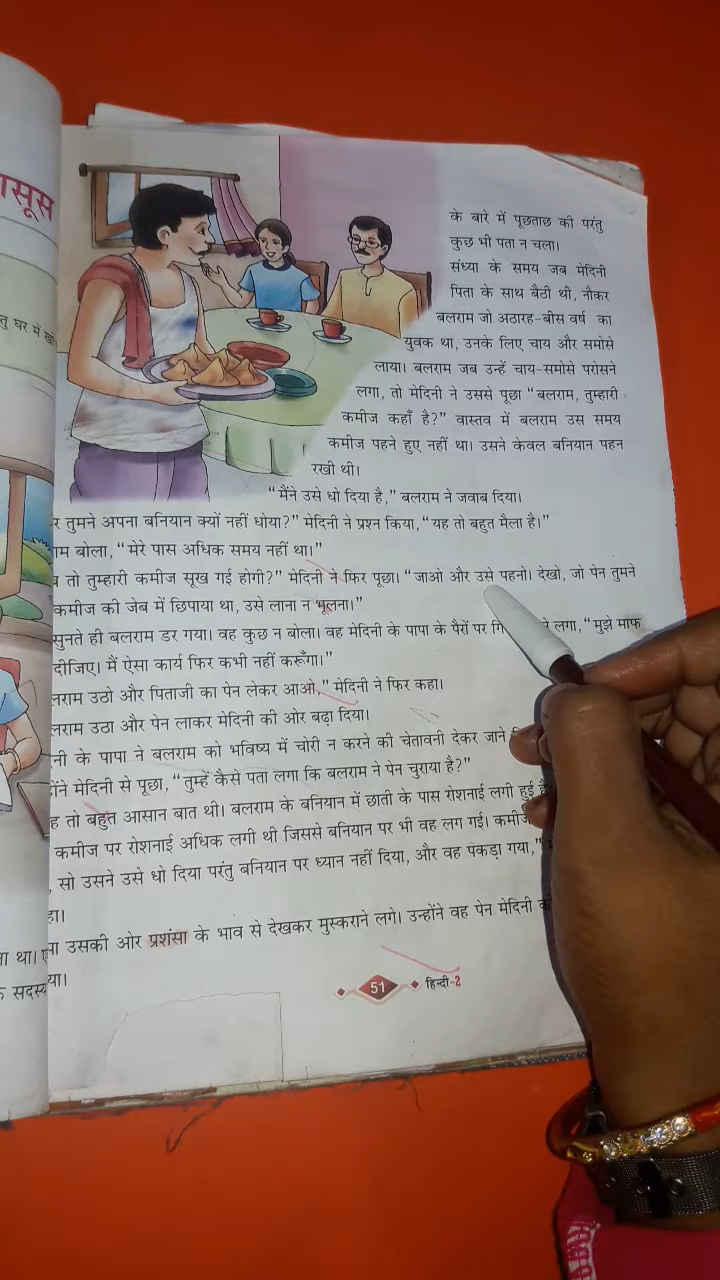 ासूस
तु घर में रखे
के बारे में पूछताछ की परंतु
कुछ भी पता न चला।
संध्या के समय जब मेदिनी
पिता के साथ बैठी थी, नौकर
बलराम जो अठारह-बीस वर्ष का
युवक था, उनके लिए चाय और समोसे
लाया। बलराम जब उन्हें चाय-समोसे परोसने
लगा, तो मेदिनी ने उससे पूछा “बलराम, तुम्हारी
कमीज कहाँ है?” वास्तव में बलराम उस समय
कमीज पहने हुए नहीं था। उसने केवल बनियान पहन
रखी थी।
“मैंने उसे धो दिया है,” बलराम ने जवाब दिया।
र तुमने अपना बनियान क्यों नहीं धोया?” मेदिनी ने प्रश्न किया, “यह तो बहुत मैला है।”
ाम बोला, “मेरे पास अधिक समय नहीं था।”
तो तुम्हारी कमीज सूख गई होगी?” मेदिनी ने फिर पूछा। “जाओ और उसे पहनो। देखो, जो पेन तुमने
कमीज की जेब में छिपाया था, उसे लाना न भूलना।”
सुनते ही बलराम डर गया। वह कुछ न बोला। वह मेदिनी के पापा के पैरों पर लगा, “मुझे माफ
दीजिए। मैं ऐसा कार्य फिर कभी नहीं करूँगा।”
लराम उठो और पिताजी का पेन लेकर आओ,” मेदिनी ने फिर कहा।
लराम उठा और पेन लाकर मेदिनी की ओर बढ़ा दिया।
नी के पापा ने बलराम को भविष्य में चोरी न करने की चेतावनी देकर जाने
ोंने मेदिनी से पूछा, “तुम्हें कैसे पता लगा कि बलराम ने पेन चुराया है?”
ह तो बहुत आसान बात थी। बलराम के बनियान में छाती के पास रोशनाई लगी हुई
कमीज पर रोशनाई अधिक लगी थी जिससे बनियान पर भी वह लग गई। कमीज
, सो उसने उसे धो दिया परंतु बनियान पर ध्यान नहीं दिया, और वह पकड़ा गया,”
हा।
उसकी ओर प्रशंसा के भाव से देखकर मुस्कराने लगे। उन्होंने वह पेन मेदिनी
या।
ा था।
सदस्य
51
हिन्दी-2